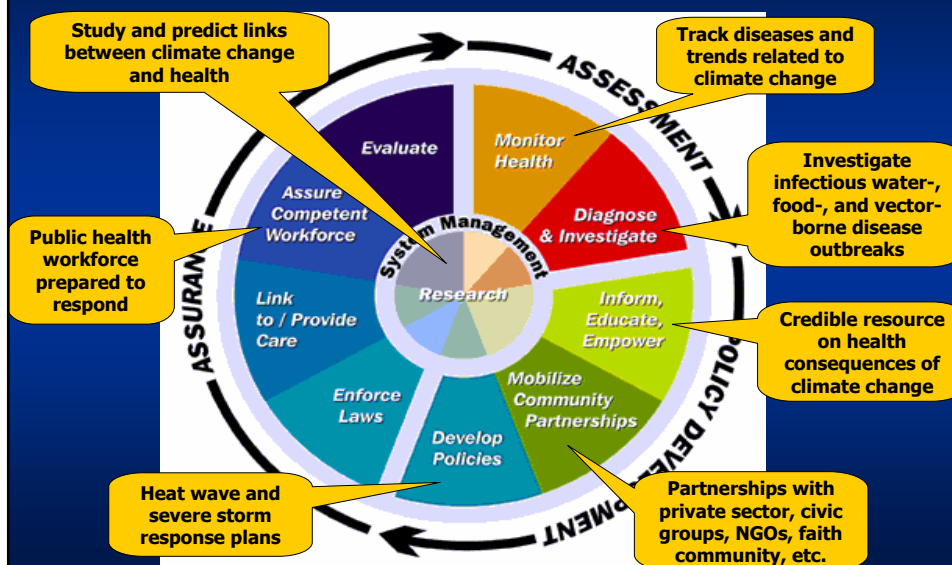 Study and predict links
between climate change
and health
Track diseases and
trends related to
climate change
ASSESSMENT
Evaluate
Monitor
Health
Investigate
infectious water-,
food-, and vector-
borne disease
outbreaks
Assure
Competent
Workforce
Diagnose
& Investigate
Public health
workforce
prepared to
respond
ASSURANCE
System Management
Research
Link
to / Provide
Care
Inform,
Educate,
Empower
Credible resource
on health
consequences of
climate change
POLICY DEVELOPMENT
Enforce
Laws
Mobilize
Community
Partnerships
Develop
Policies
Heat wave and
severe storm
response plans
Partnerships with
private sector, civic
groups, NGOs, faith
community, etc.